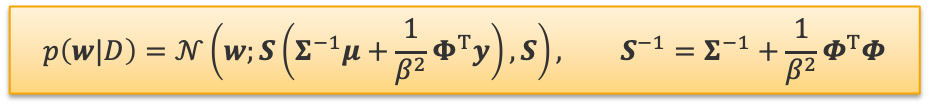 p(w|D) = 𝒩(w; S(Σ⁻¹μ + 1/β² Φᵀy), S), S⁻¹ = Σ⁻¹ + 1/β² ΦᵀΦ